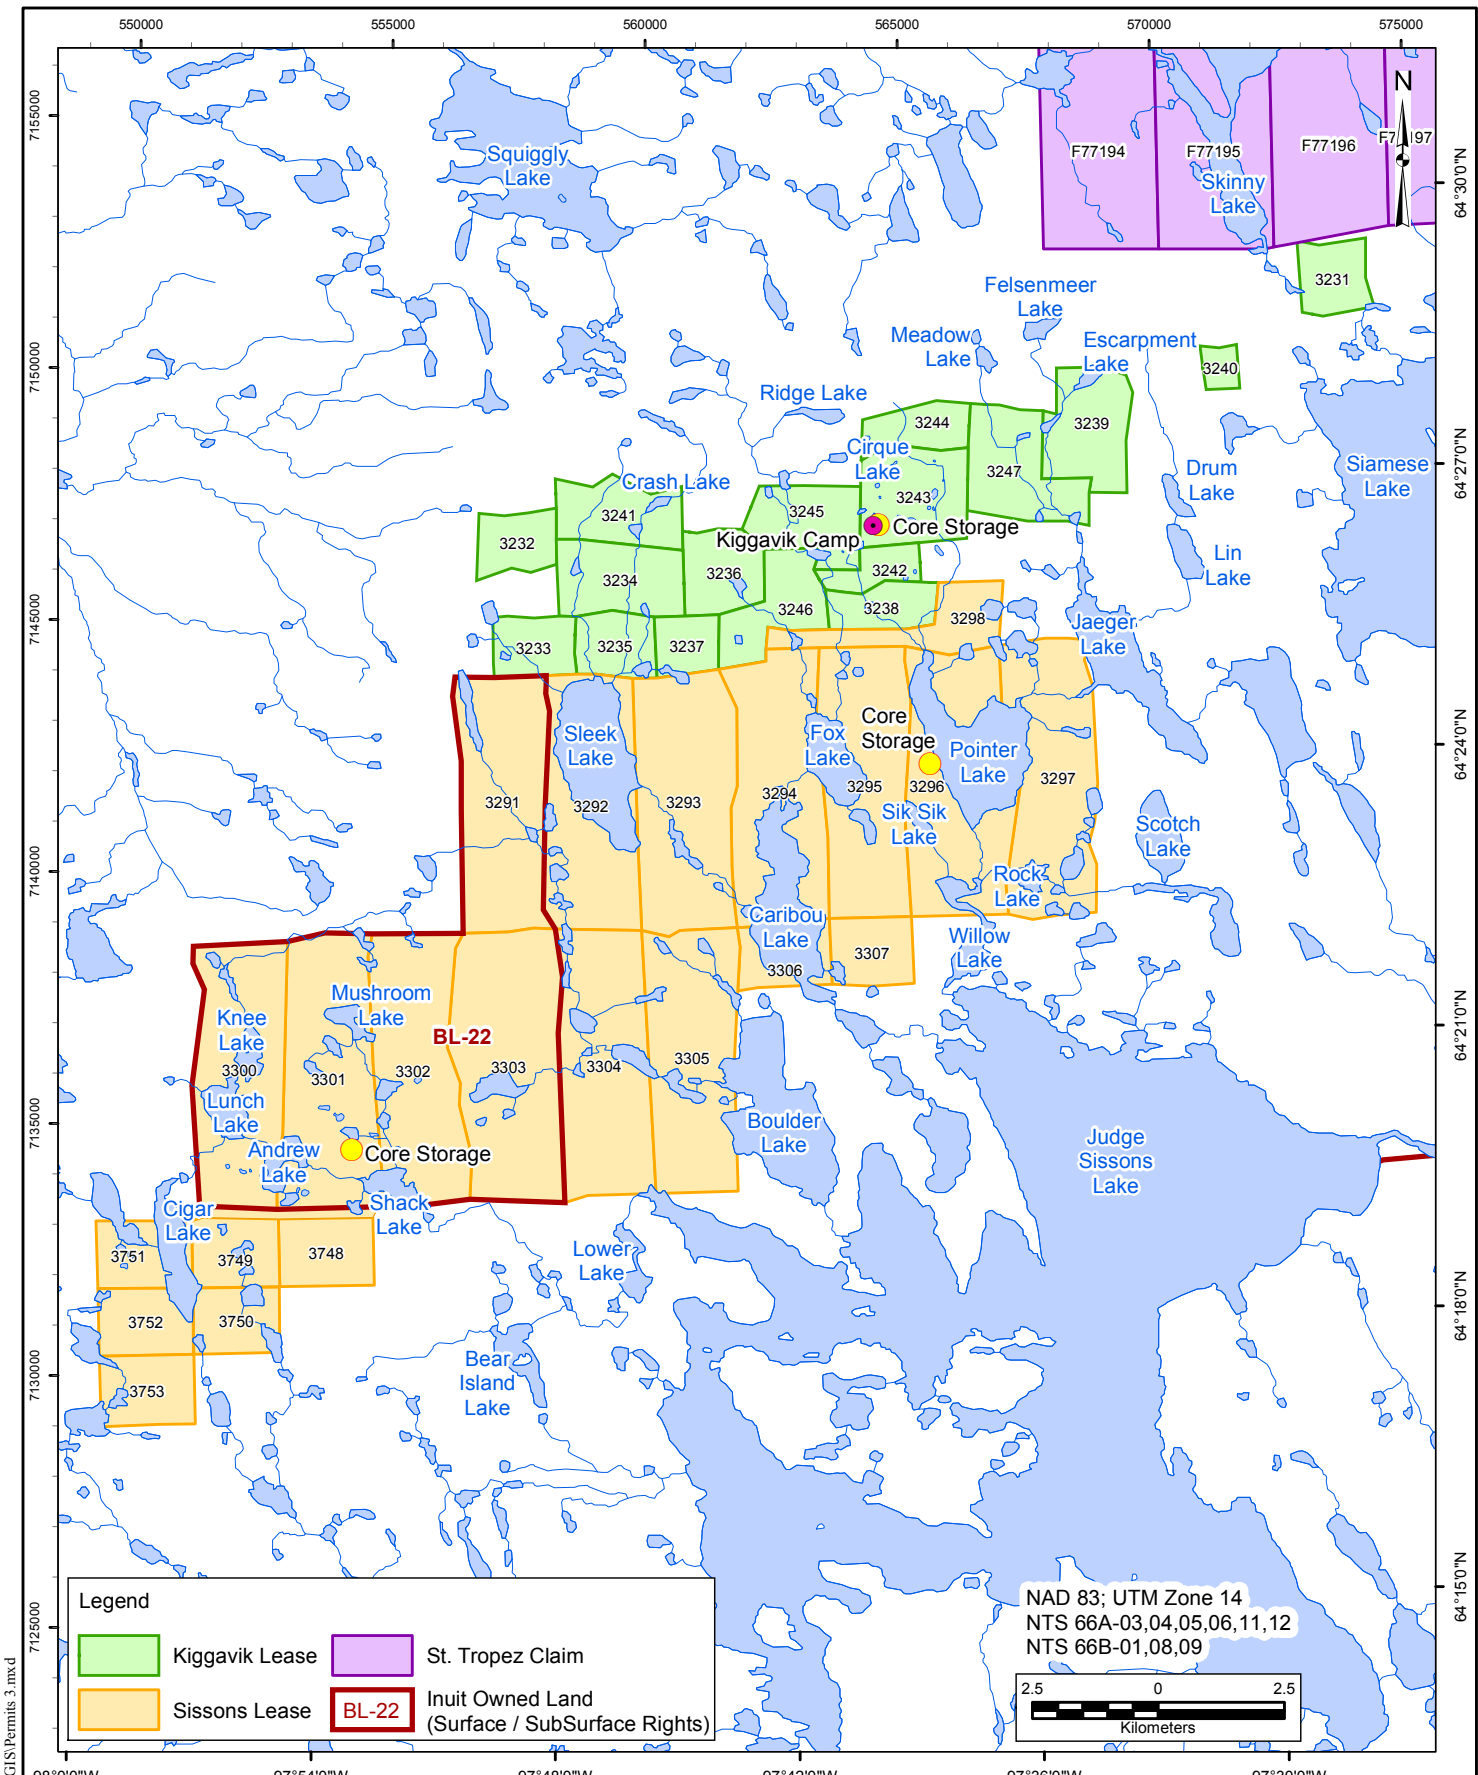 550000 555000 560000 565000 570000 575000
7155000
7150000
7145000
7140000
7135000
7130000
7125000
64°30'0"N
64°27'0"N
64°24'0"N
64°21'0"N
64°18'0"N
64°15'0"N
N
F77194
F77195
F77196
Squiggly
Lake
Skinny
Lake
3231
Felsenmeer
Lake
Meadow
Lake
Escarpment
Lake
3240
Ridge Lake
3244
3239
Cirque
Lake
3247
Drum
Lake
Siamese
Lake
Crash Lake
3241
3245
3243
Core Storage
Kiggavik Camp
3232
3234
3236
3242
Lin
Lake
3246
3238
3298
Jaeger
Lake
3233
3235
3237
Sleek
Lake
Fox
Lake
Core
Storage
Pointer
Lake
3291
3292
3293
3294
3295
3296
3297
Sik Sik
Lake
Scotch
Lake
Rock
Lake
Caribou
Lake
Willow
Lake
3306
3307
Mushroom
Lake
Knee
Lake
BL-22
3300
3301
3302
3303
3304
3305
Lunch
Lake
Boulder
Lake
Judge
Sissons
Lake
Andrew
Lake
Core Storage
Cigar
Lake
Shack
Lake
3751
3749
3748
Lower
Lake
3752
3750
3753
Bear
Island
Lake
Legend
Kiggavik Lease
St. Tropez Claim
Sissons Lease
BL-22
Inuit Owned Land
(Surface / SubSurface Rights)
NAD 83; UTM Zone 14
NTS 66A-03,04,05,06,11,12
NTS 66B-01,08,09
2.5 0 2.5
Kilometers
GIS\Permits 3.mxd